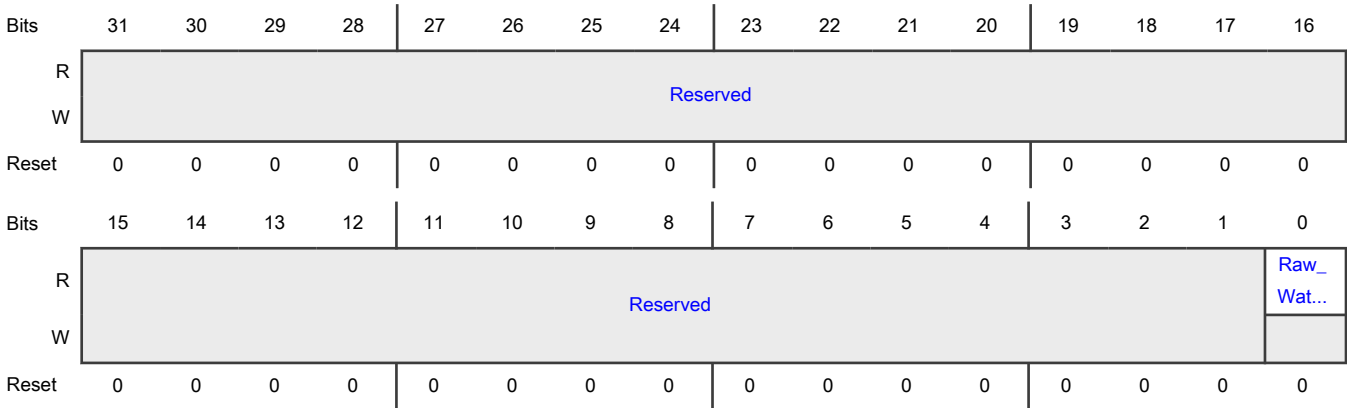 Bits 31 30 29 28 27 26 25 24 23 22 21 20 19 18 17 16
R
Reserved
W
Reset 0 0 0 0 0 0 0 0 0 0 0 0 0 0 0 0
Bits 15 14 13 12 11 10 9 8 7 6 5 4 3 2 1 0
R Raw_
Wat...
Reserved
W
Reset 0 0 0 0 0 0 0 0 0 0 0 0 0 0 0 0